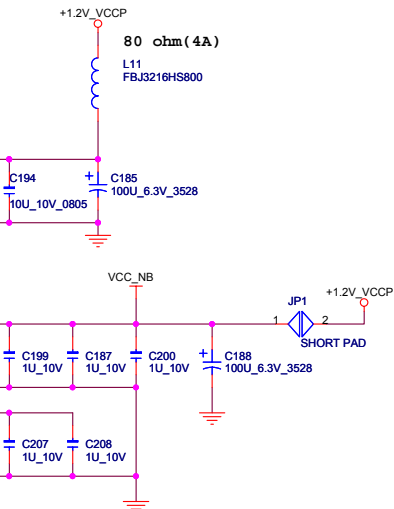 +1.2V_VCCP
80 ohm(4A)
L11
FBJ3216HS800
C194
10U_10V_0805
+
C185
100U_6.3V_3528
VCC_NB
+1.2V_VCCP
JP1
1
2
SHORT PAD
C199
1U_10V
C187
1U_10V
C200
1U_10V
+
C188
100U_6.3V_3528
C207
1U_10V
C208
1U_10V